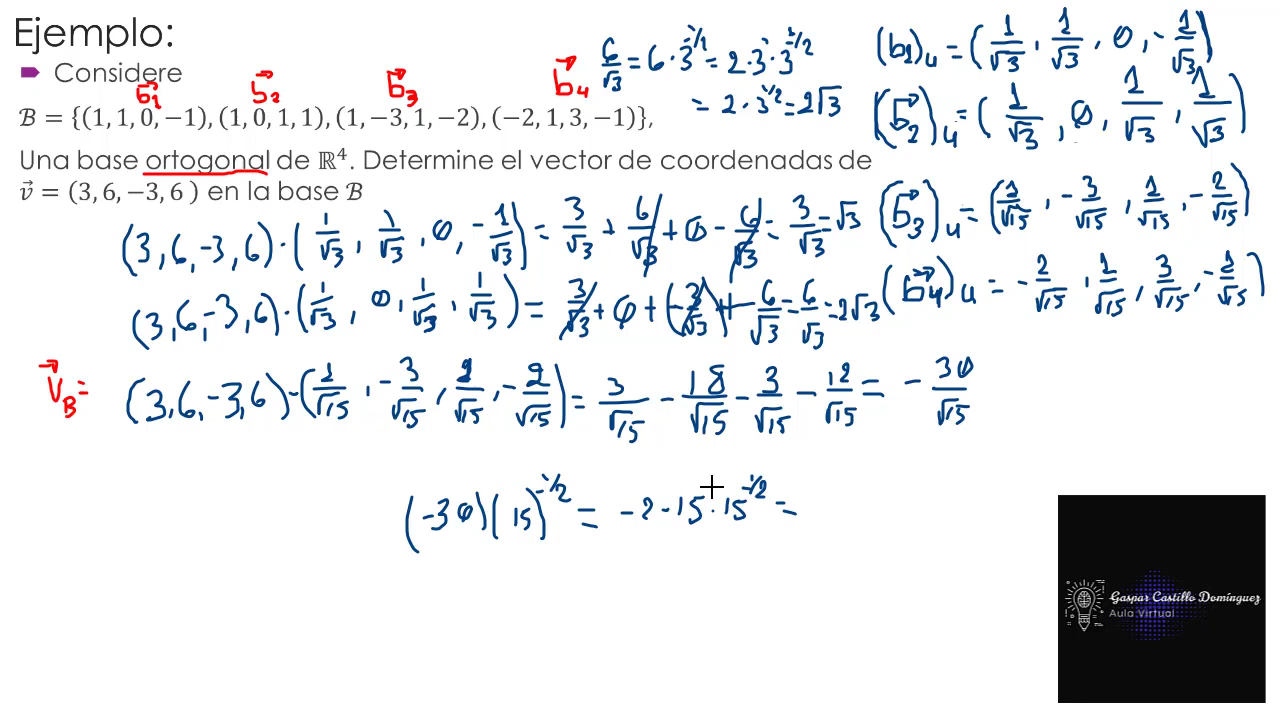 Ejemplo:
Considere
b⃗₁ b⃗₂ b⃗₃ b⃗₄
ℬ = {(1, 1, 0, −1), (1, 0, 1, 1), (1, −3, 1, −2), (−2, 1, 3, −1)},
Una base ortogonal de ℝ⁴. Determine el vector de coordenadas de
v⃗ = (3, 6, −3, 6 ) en la base ℬ
6/√3 = 6 · 3^(-1/2) = 2·3·3^(-1/2)
= 2 · 3^(1/2) = 2√3
(b₁)ᵤ = (1/√3, 1/√3, 0, -1/√3)
(b⃗₂)ᵤ = (1/√3, 0, 1/√3, 1/√3)
(b⃗₃)ᵤ = (1/√15, -3/√15, 1/√15, -2/√15)
(b⃗₄)ᵤ = -2/√15, 1/√15, 3/√15, -1/√15)
(3, 6, -3, 6) · (1/√3, 1/√3, 0, -1/√3) = 3/√3 + 6/√3 + 0 - 6/√3 = 3/√3 = √3
(3, 6, -3, 6) · (1/√3, 0, 1/√3, 1/√3) = 3/√3 + 0 + (-3/√3) + 6/√3 = 6/√3 = 2√3
V⃗_B =
(3, 6, -3, 6) · (1/√15, -3/√15, 1/√15, -2/√15) = 3/√15 - 18/√15 - 3/√15 - 12/√15 = -30/√15
(-30)(15)^(-1/2) = -2 · 15 · 15^(-1/2) =
Gaspar Castillo Domínguez
Aula Virtual